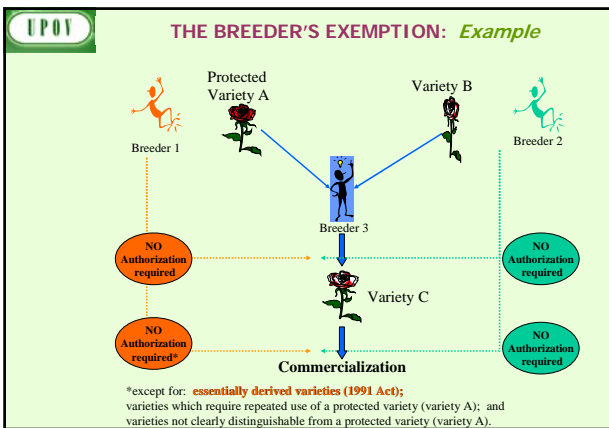 UPOV
THE BREEDER'S EXEMPTION: Example
Protected
Variety A
Variety B
Breeder 1
Breeder 2
Breeder 3
NO
Authorization
required
NO
Authorization
required
Variety C
NO
Authorization
required*
NO
Authorization
required
Commercialization
*except for: essentially derived varieties (1991 Act);
varieties which require repeated use of a protected variety (variety A); and
varieties not clearly distinguishable from a protected variety (variety A).